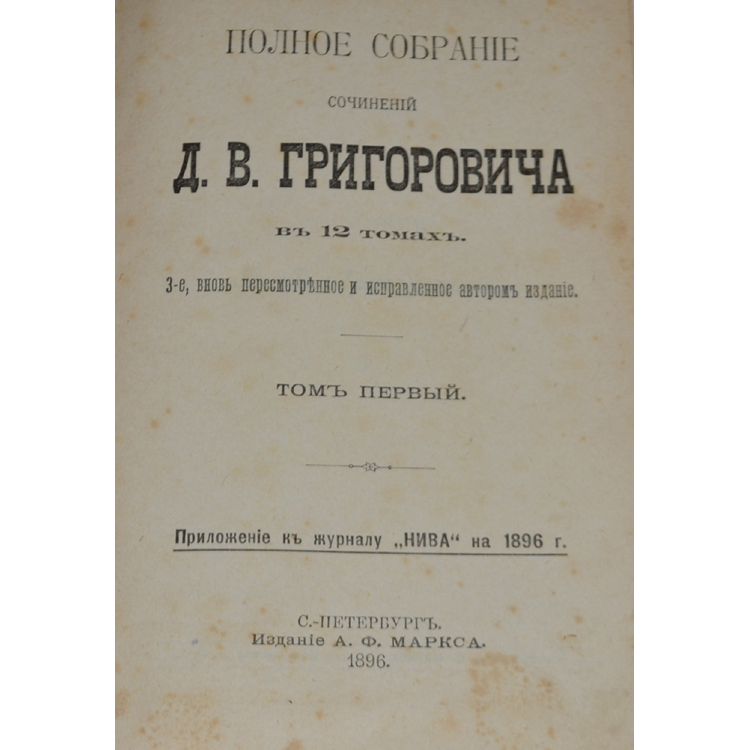 ПОЛНОЕ СОБРАНІЕ
СОЧИНЕНІЙ
Д. В. ГРИГОРОВИЧА
въ 12 томахъ.
3-е, вновь пересмотрѣнное и исправленное авторомъ изданіе.
ТОМЪ ПЕРВЫЙ.
Приложеніе къ журналу „НИВА“ на 1896 г.
С.-ПЕТЕРБУРГЪ.
Изданіе А. Ф. МАРКСА.
1896.